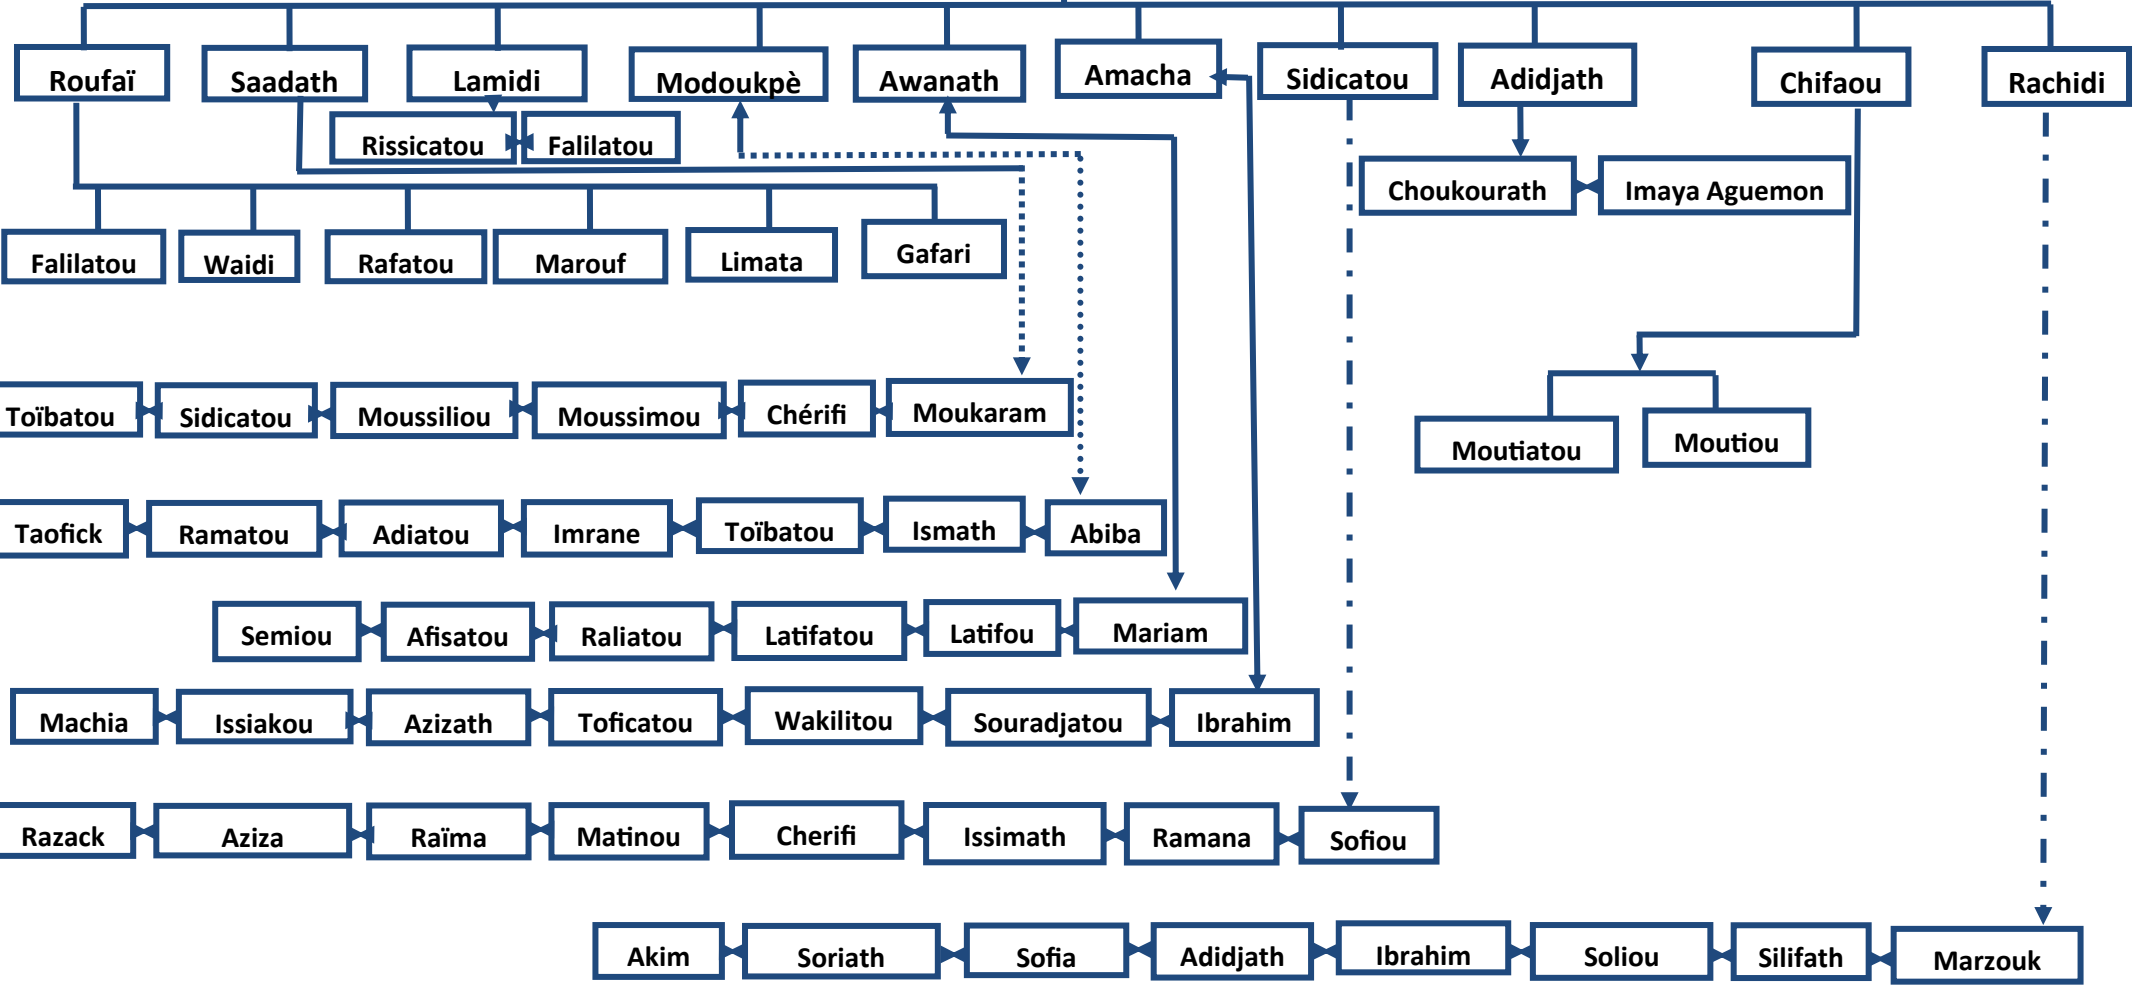 Roufaï Saadath Lamidi Modoukpè Awanath Amacha Sidicatou Adidjath Chifaou Rachidi
Rissicatou Falilatou
Choukourath Imaya Aguemon
Falilatou Waidi Rafatou Marouf Limata Gafari
Toïbatou Sidicatou Moussiliou Moussimou Chérifi Moukaram
Moutiatou Moutiou
Taofick Ramatou Adiatou Imrane Toïbatou Ismath Abiba
Semiou Afisatou Raliatou Latifatou Latifou Mariam
Machia Issiakou Azizath Toficatou Wakilitou Souradjatou Ibrahim
Razack Aziza Raïma Matinou Cherifi Issimath Ramana Sofiou
Akim Soriath Sofia Adidjath Ibrahim Soliou Silifath Marzouk